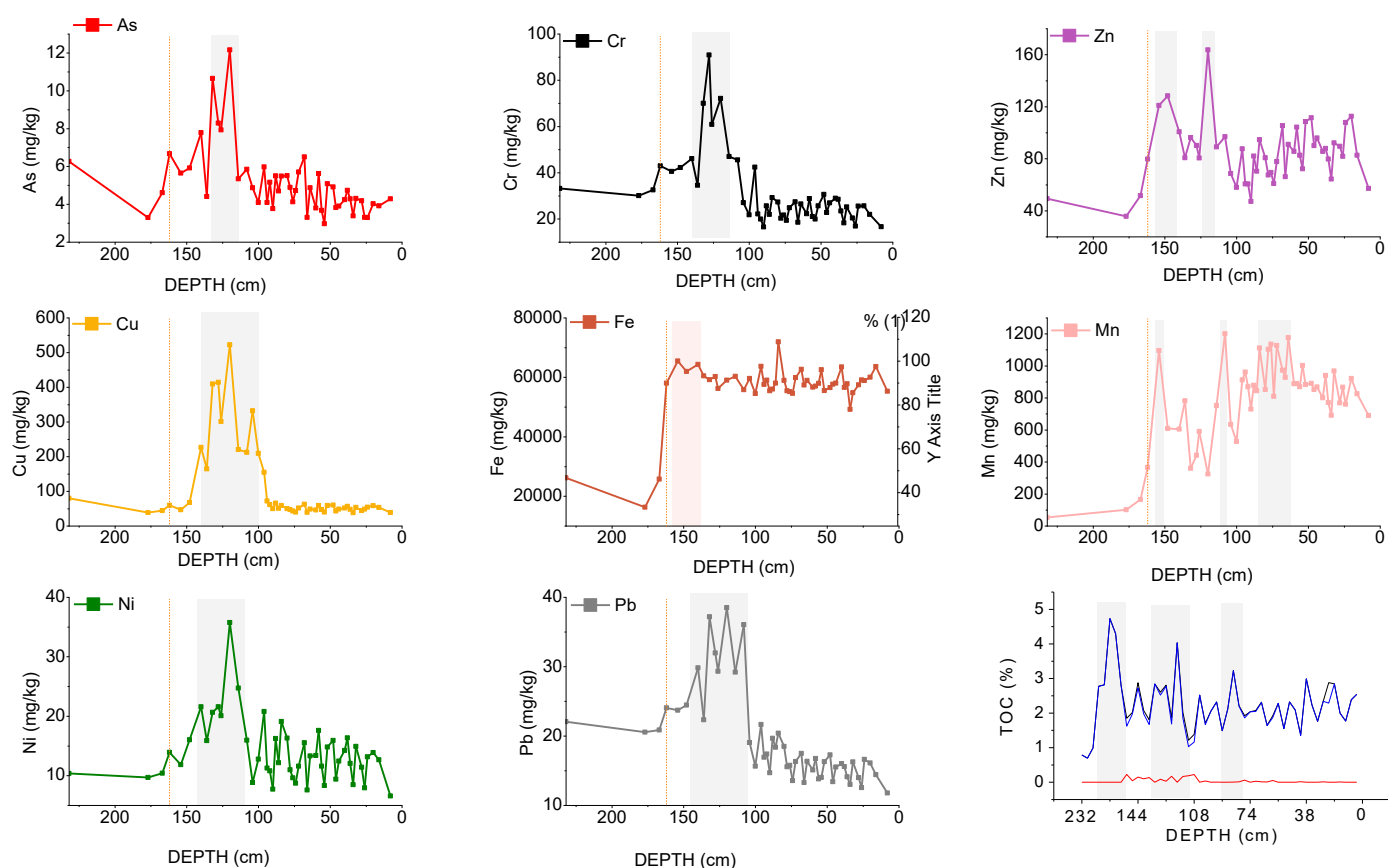 As
12
10
8
6
4
2
As (mg/kg)
200 150 100 50 0
DEPTH (cm)
Cr
100
80
60
40
20
Cr (mg/kg)
200 150 100 50 0
DEPTH (cm)
Zn
160
120
80
40
Zn (mg/kg)
200 150 100 50 0
DEPTH (cm)
Cu
600
500
400
300
200
100
0
Cu (mg/kg)
200 150 100 50 0
DEPTH (cm)
Fe
80000
60000
40000
20000
Fe (mg/kg)
% (1)
120
100
80
60
40
Y Axis Title
200 150 100 50 0
DEPTH (cm)
Mn
1200
1000
800
600
400
200
0
Mn (mg/kg)
200 150 100 50 0
DEPTH (cm)
Ni
40
30
20
10
Ni (mg/kg)
200 150 100 50 0
DEPTH (cm)
Pb
40
30
20
10
Pb (mg/kg)
200 150 100 50 0
DEPTH (cm)
5
4
3
2
1
0
TOC (%)
232 144 108 74 38 0
DEPTH (cm)